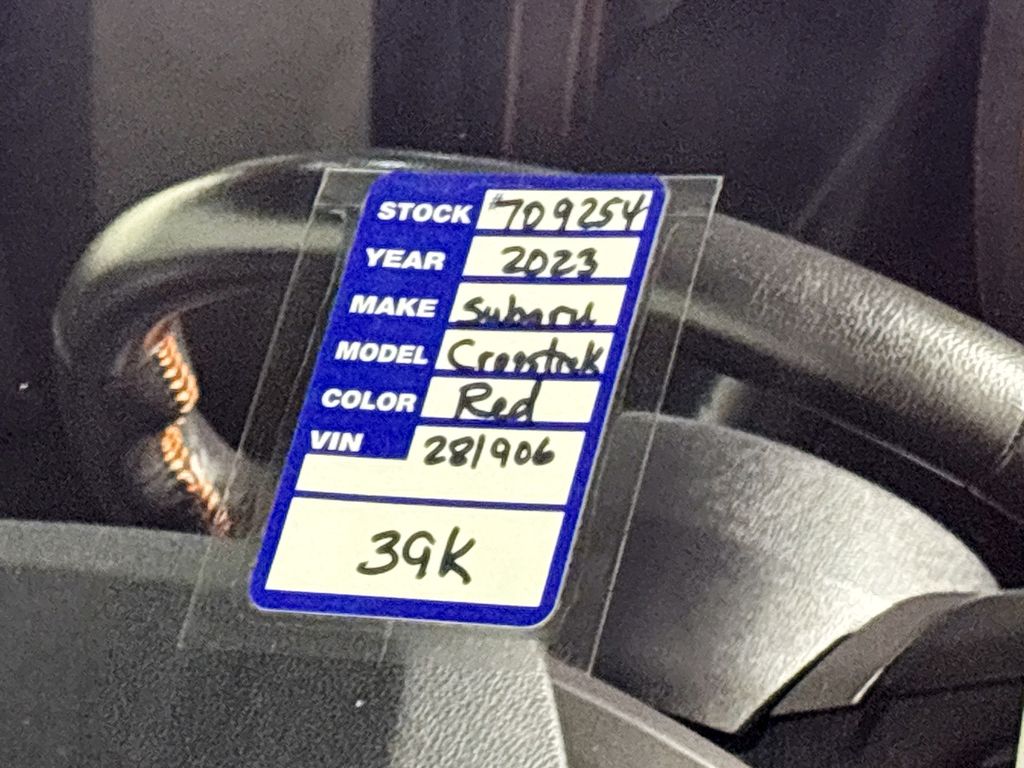 STOCK #709254
YEAR 2023
MAKE Subaru
MODEL Crosstrek
COLOR Red
VIN 281906
39K